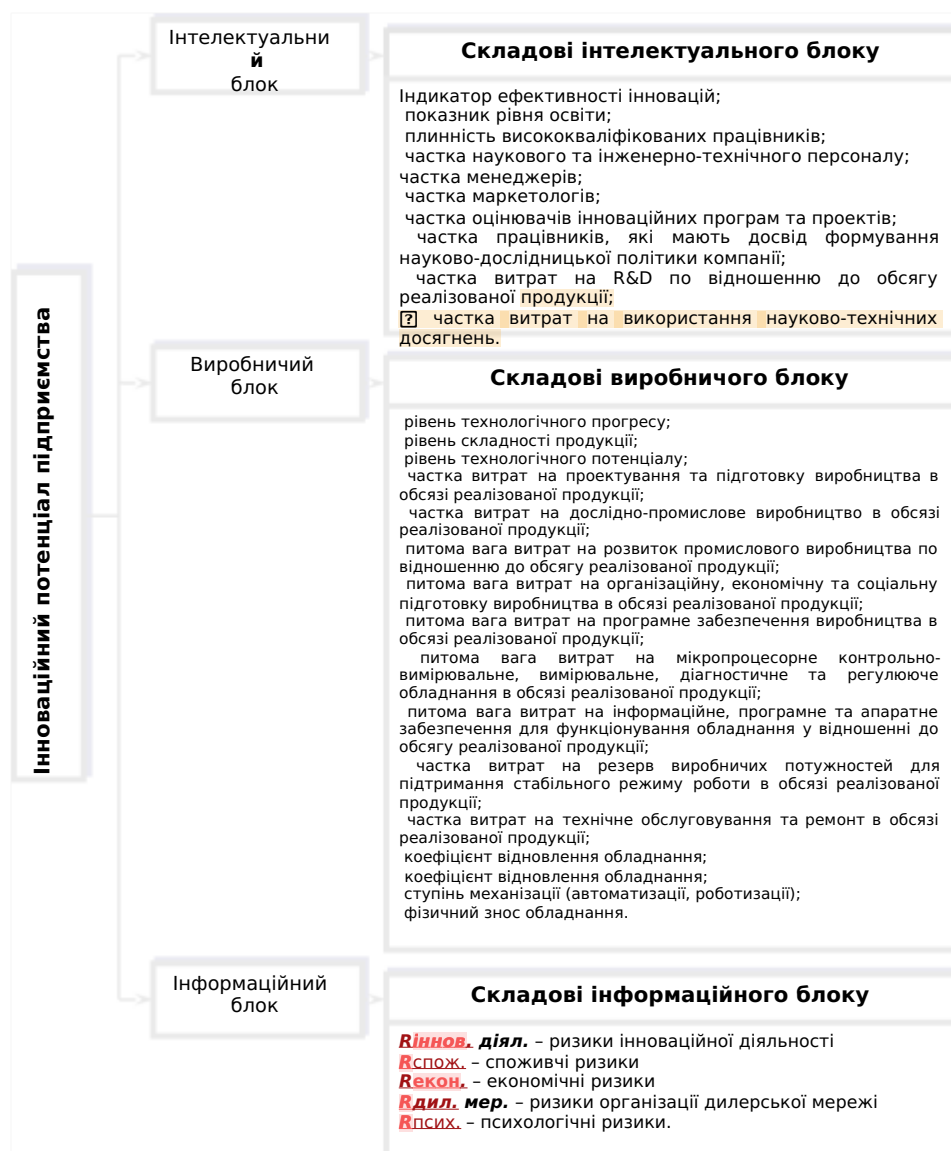 Інноваційний потенціал підприємства
Інтелектуальни
й
блок
Складові інтелектуального блоку
Індикатор ефективності інновацій;
показник рівня освіти;
плинність висококваліфікованих працівників;
частка наукового та інженерно-технічного персоналу;
частка менеджерів;
частка маркетологів;
частка оцінювачів інноваційних програм та проектів;
частка працівників, які мають досвід формування
науково-дослідницької політики компанії;
частка витрат на R&D по відношенню до обсягу
реалізованої продукції;
? частка витрат на використання науково-технічних
досягнень.
Виробничий
блок
Складові виробничого блоку
рівень технологічного прогресу;
рівень складності продукції;
рівень технологічного потенціалу;
частка витрат на проектування та підготовку виробництва в
обсязі реалізованої продукції;
частка витрат на дослідно-промислове виробництво в обсязі
реалізованої продукції;
питома вага витрат на розвиток промислового виробництва по
відношенню до обсягу реалізованої продукції;
питома вага витрат на організаційну, економічну та соціальну
підготовку виробництва в обсязі реалізованої продукції;
питома вага витрат на програмне забезпечення виробництва в
обсязі реалізованої продукції;
питома вага витрат на мікропроцесорне контрольно-
вимірювальне, вимірювальне, діагностичне та регулююче
обладнання в обсязі реалізованої продукції;
питома вага витрат на інформаційне, програмне та апаратне
забезпечення для функціонування обладнання у відношенні до
обсягу реалізованої продукції;
частка витрат на резерв виробничих потужностей для
підтримання стабільного режиму роботи в обсязі реалізованої
продукції;
частка витрат на технічне обслуговування та ремонт в обсязі
реалізованої продукції;
коефіцієнт відновлення обладнання;
коефіцієнт відновлення обладнання;
ступінь механізації (автоматизації, роботизації);
фізичний знос обладнання.
Інформаційний
блок
Складові інформаційного блоку
Rіннов. діял. – ризики інноваційної діяльності
Rспож. – споживчі ризики
Rекон. – економічні ризики
Rдил. мер. – ризики організації дилерської мережі
Rпсих. – психологічні ризики.